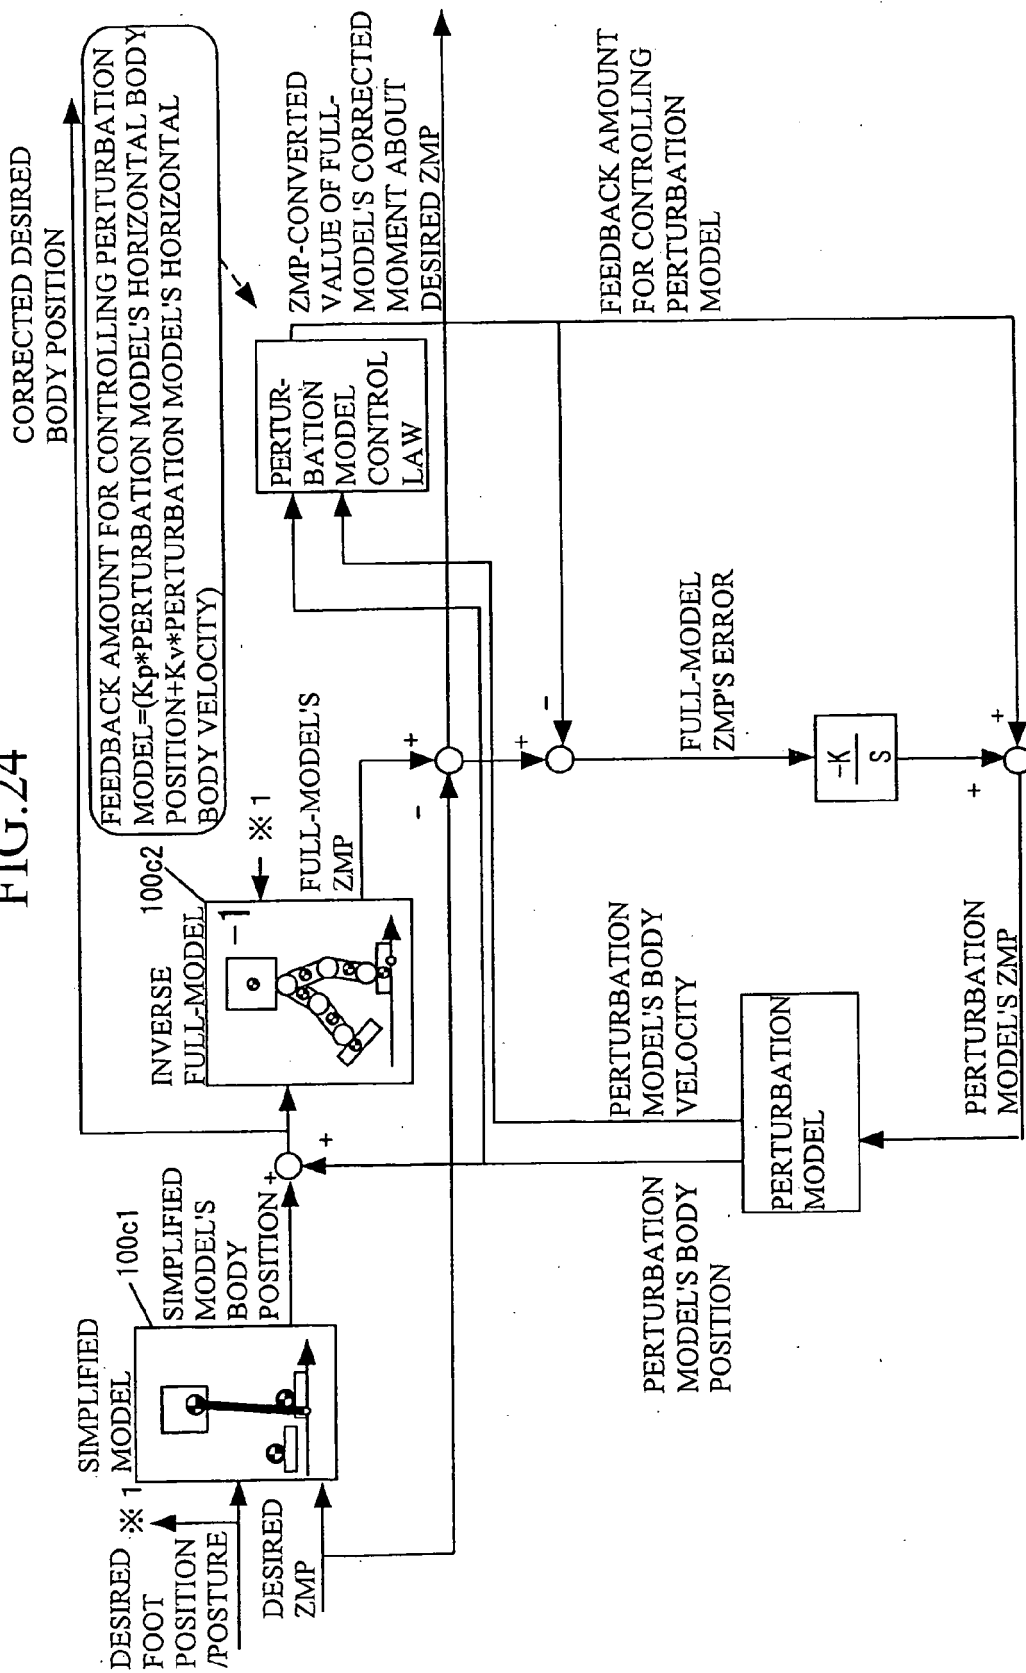 FIG.24
CORRECTED DESIRED
BODY POSITION
FEEDBACK AMOUNT FOR CONTROLLING PERTURBATION
MODEL=(Kp*PERTURBATION MODEL'S HORIZONTAL BODY
POSITION+Kv*PERTURBATION MODEL'S HORIZONTAL
BODY VELOCITY)
SIMPLIFIED
MODEL
100c1
DESIRED ※1
FOOT
POSITION
/POSTURE
DESIRED
ZMP
SIMPLIFIED
MODEL'S
BODY
POSITION
+
+
INVERSE
FULL-MODEL
100c2
-1
※1
FULL-MODEL'S
ZMP
+
-
PERTUR-
BATION
MODEL
CONTROL
LAW
ZMP-CONVERTED
VALUE OF FULL-
MODEL'S CORRECTED
MOMENT ABOUT
DESIRED ZMP
+
-
FEEDBACK AMOUNT
FOR CONTROLLING
PERTURBATION
MODEL
FULL-MODEL
ZMP'S ERROR
-K
S
+
+
PERTURBATION
MODEL'S BODY
VELOCITY
PERTURBATION
MODEL'S BODY
POSITION
PERTURBATION
MODEL
PERTURBATION
MODEL'S ZMP